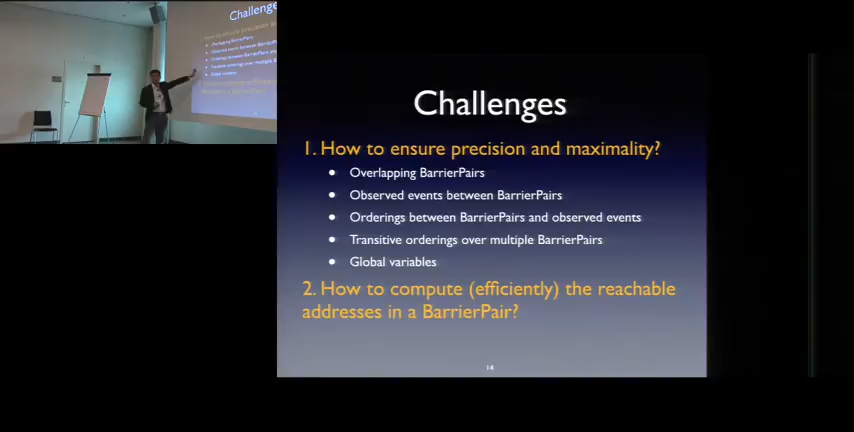 Challenges
1. How to ensure precision and maximality?
• Overlapping BarrierPairs
• Observed events between BarrierPairs
• Orderings between BarrierPairs and observed events
• Transitive orderings over multiple BarrierPairs
• Global variables
2. How to compute (efficiently) the reachable
addresses in a BarrierPair?
14